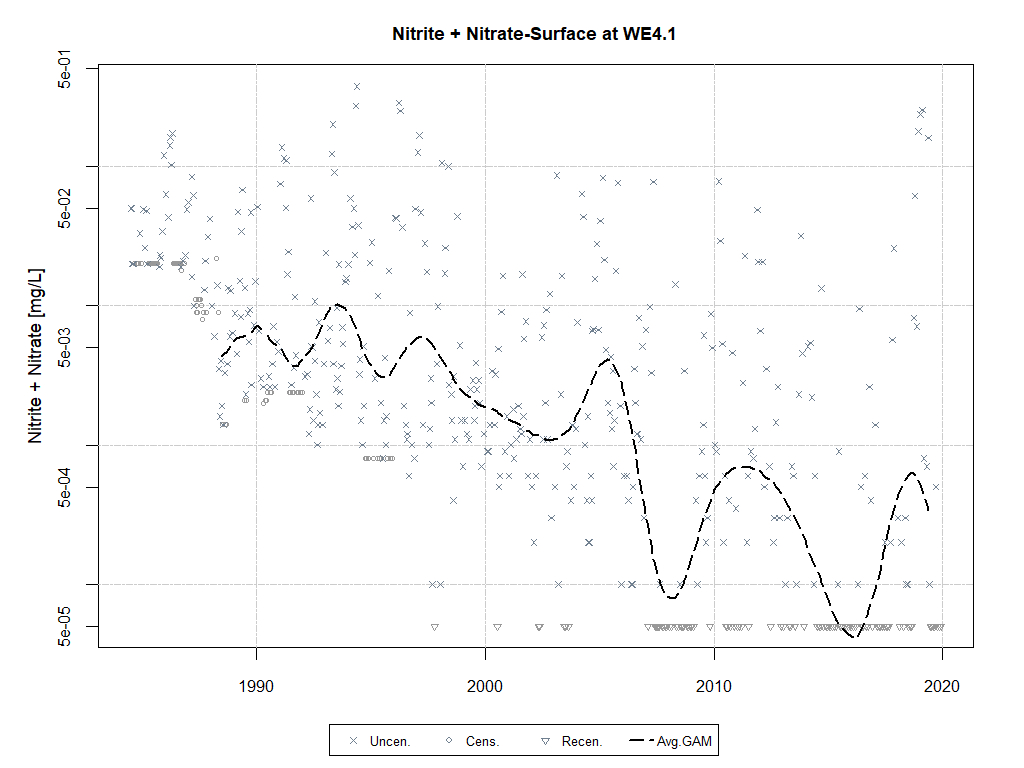 Nitrite + Nitrate-Surface at WE4.1
Nitrite + Nitrate [mg/L]
5e-01
5e-02
5e-03
5e-04
5e-05
1990 2000 2010 2020
Uncen. Cens. Recen. Avg.GAM